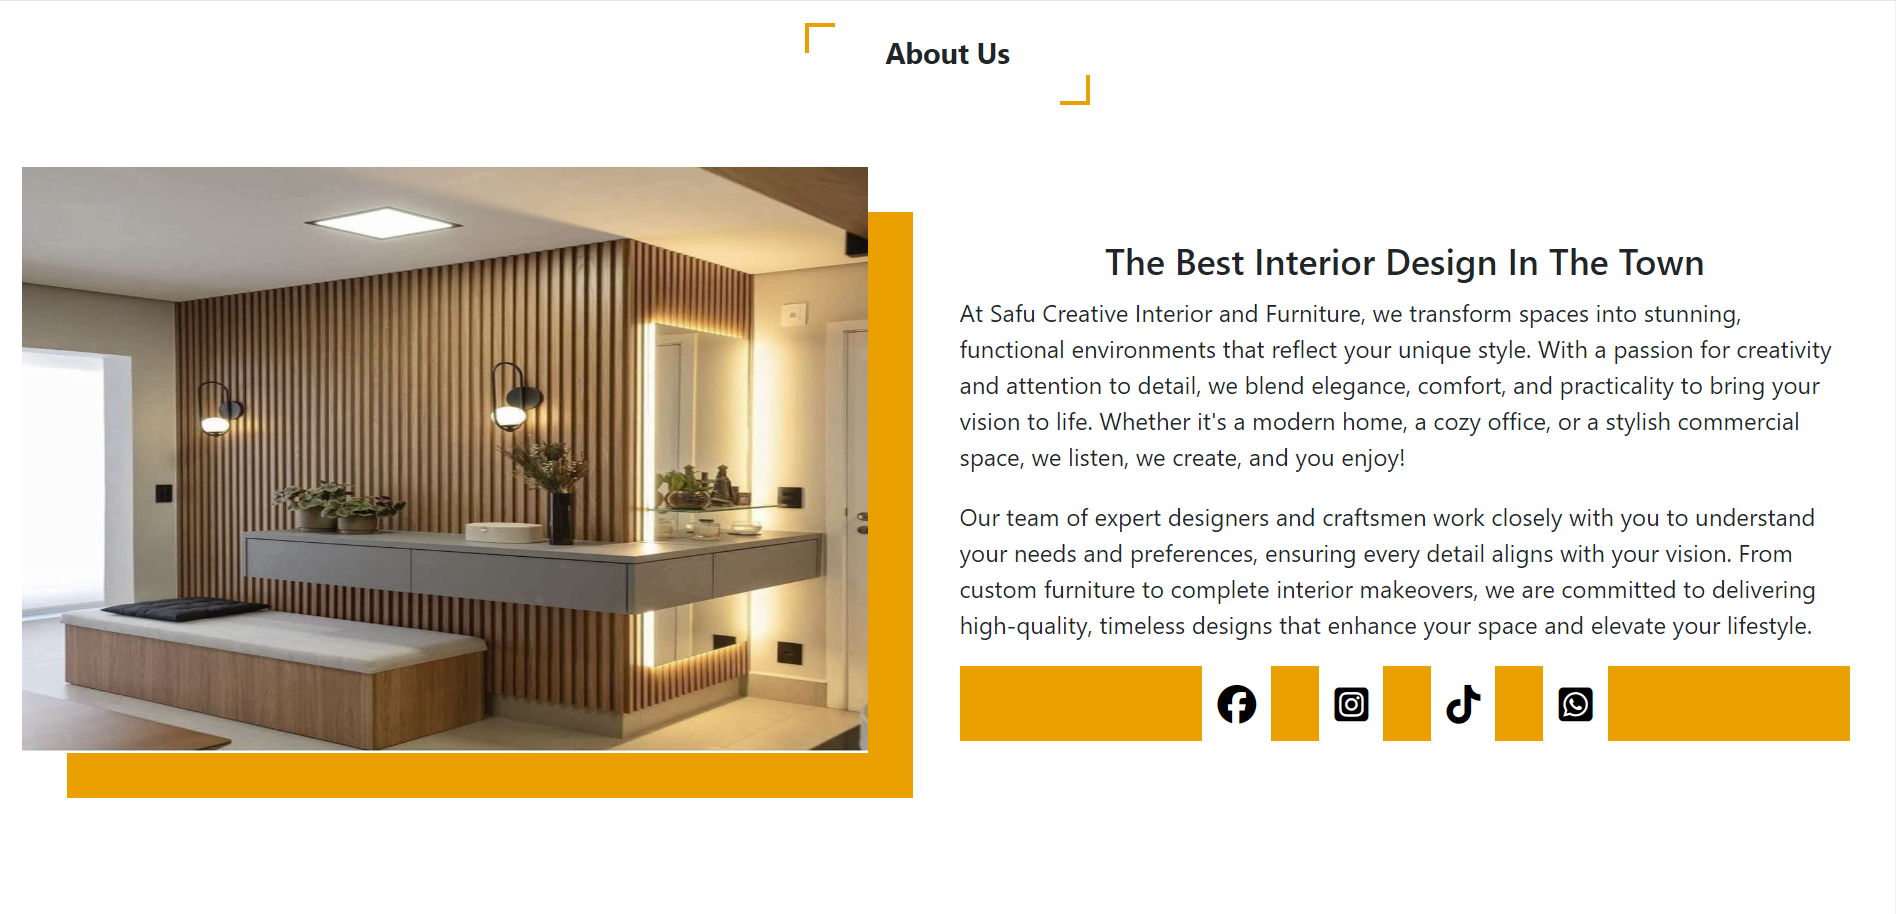 About Us
The Best Interior Design In The Town
At Safu Creative Interior and Furniture, we transform spaces into stunning,
functional environments that reflect your unique style. With a passion for creativity
and attention to detail, we blend elegance, comfort, and practicality to bring your
vision to life. Whether it's a modern home, a cozy office, or a stylish commercial
space, we listen, we create, and you enjoy!
Our team of expert designers and craftsmen work closely with you to understand
your needs and preferences, ensuring every detail aligns with your vision. From
custom furniture to complete interior makeovers, we are committed to delivering
high-quality, timeless designs that enhance your space and elevate your lifestyle.